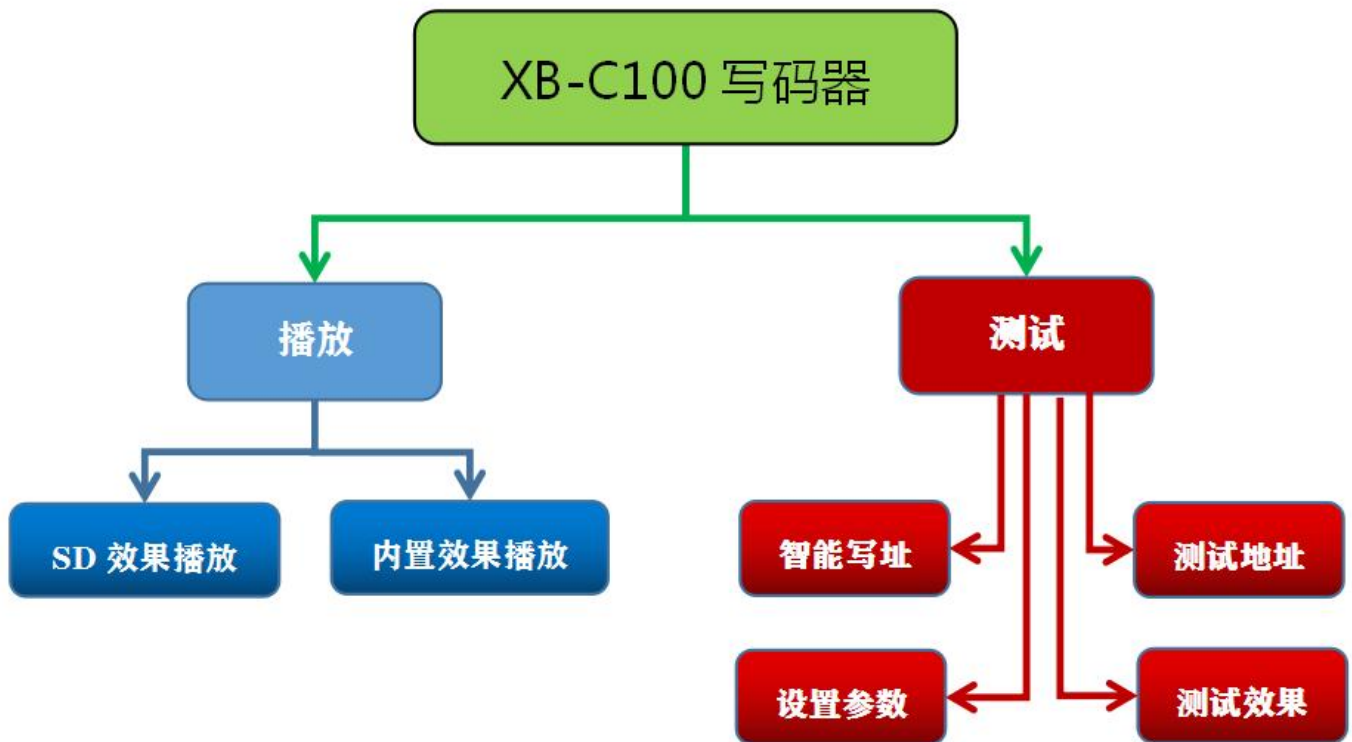 XB-C100 写码器
播放
测试
SD 效果播放
内置效果播放
智能写址
测试地址
设置参数
测试效果